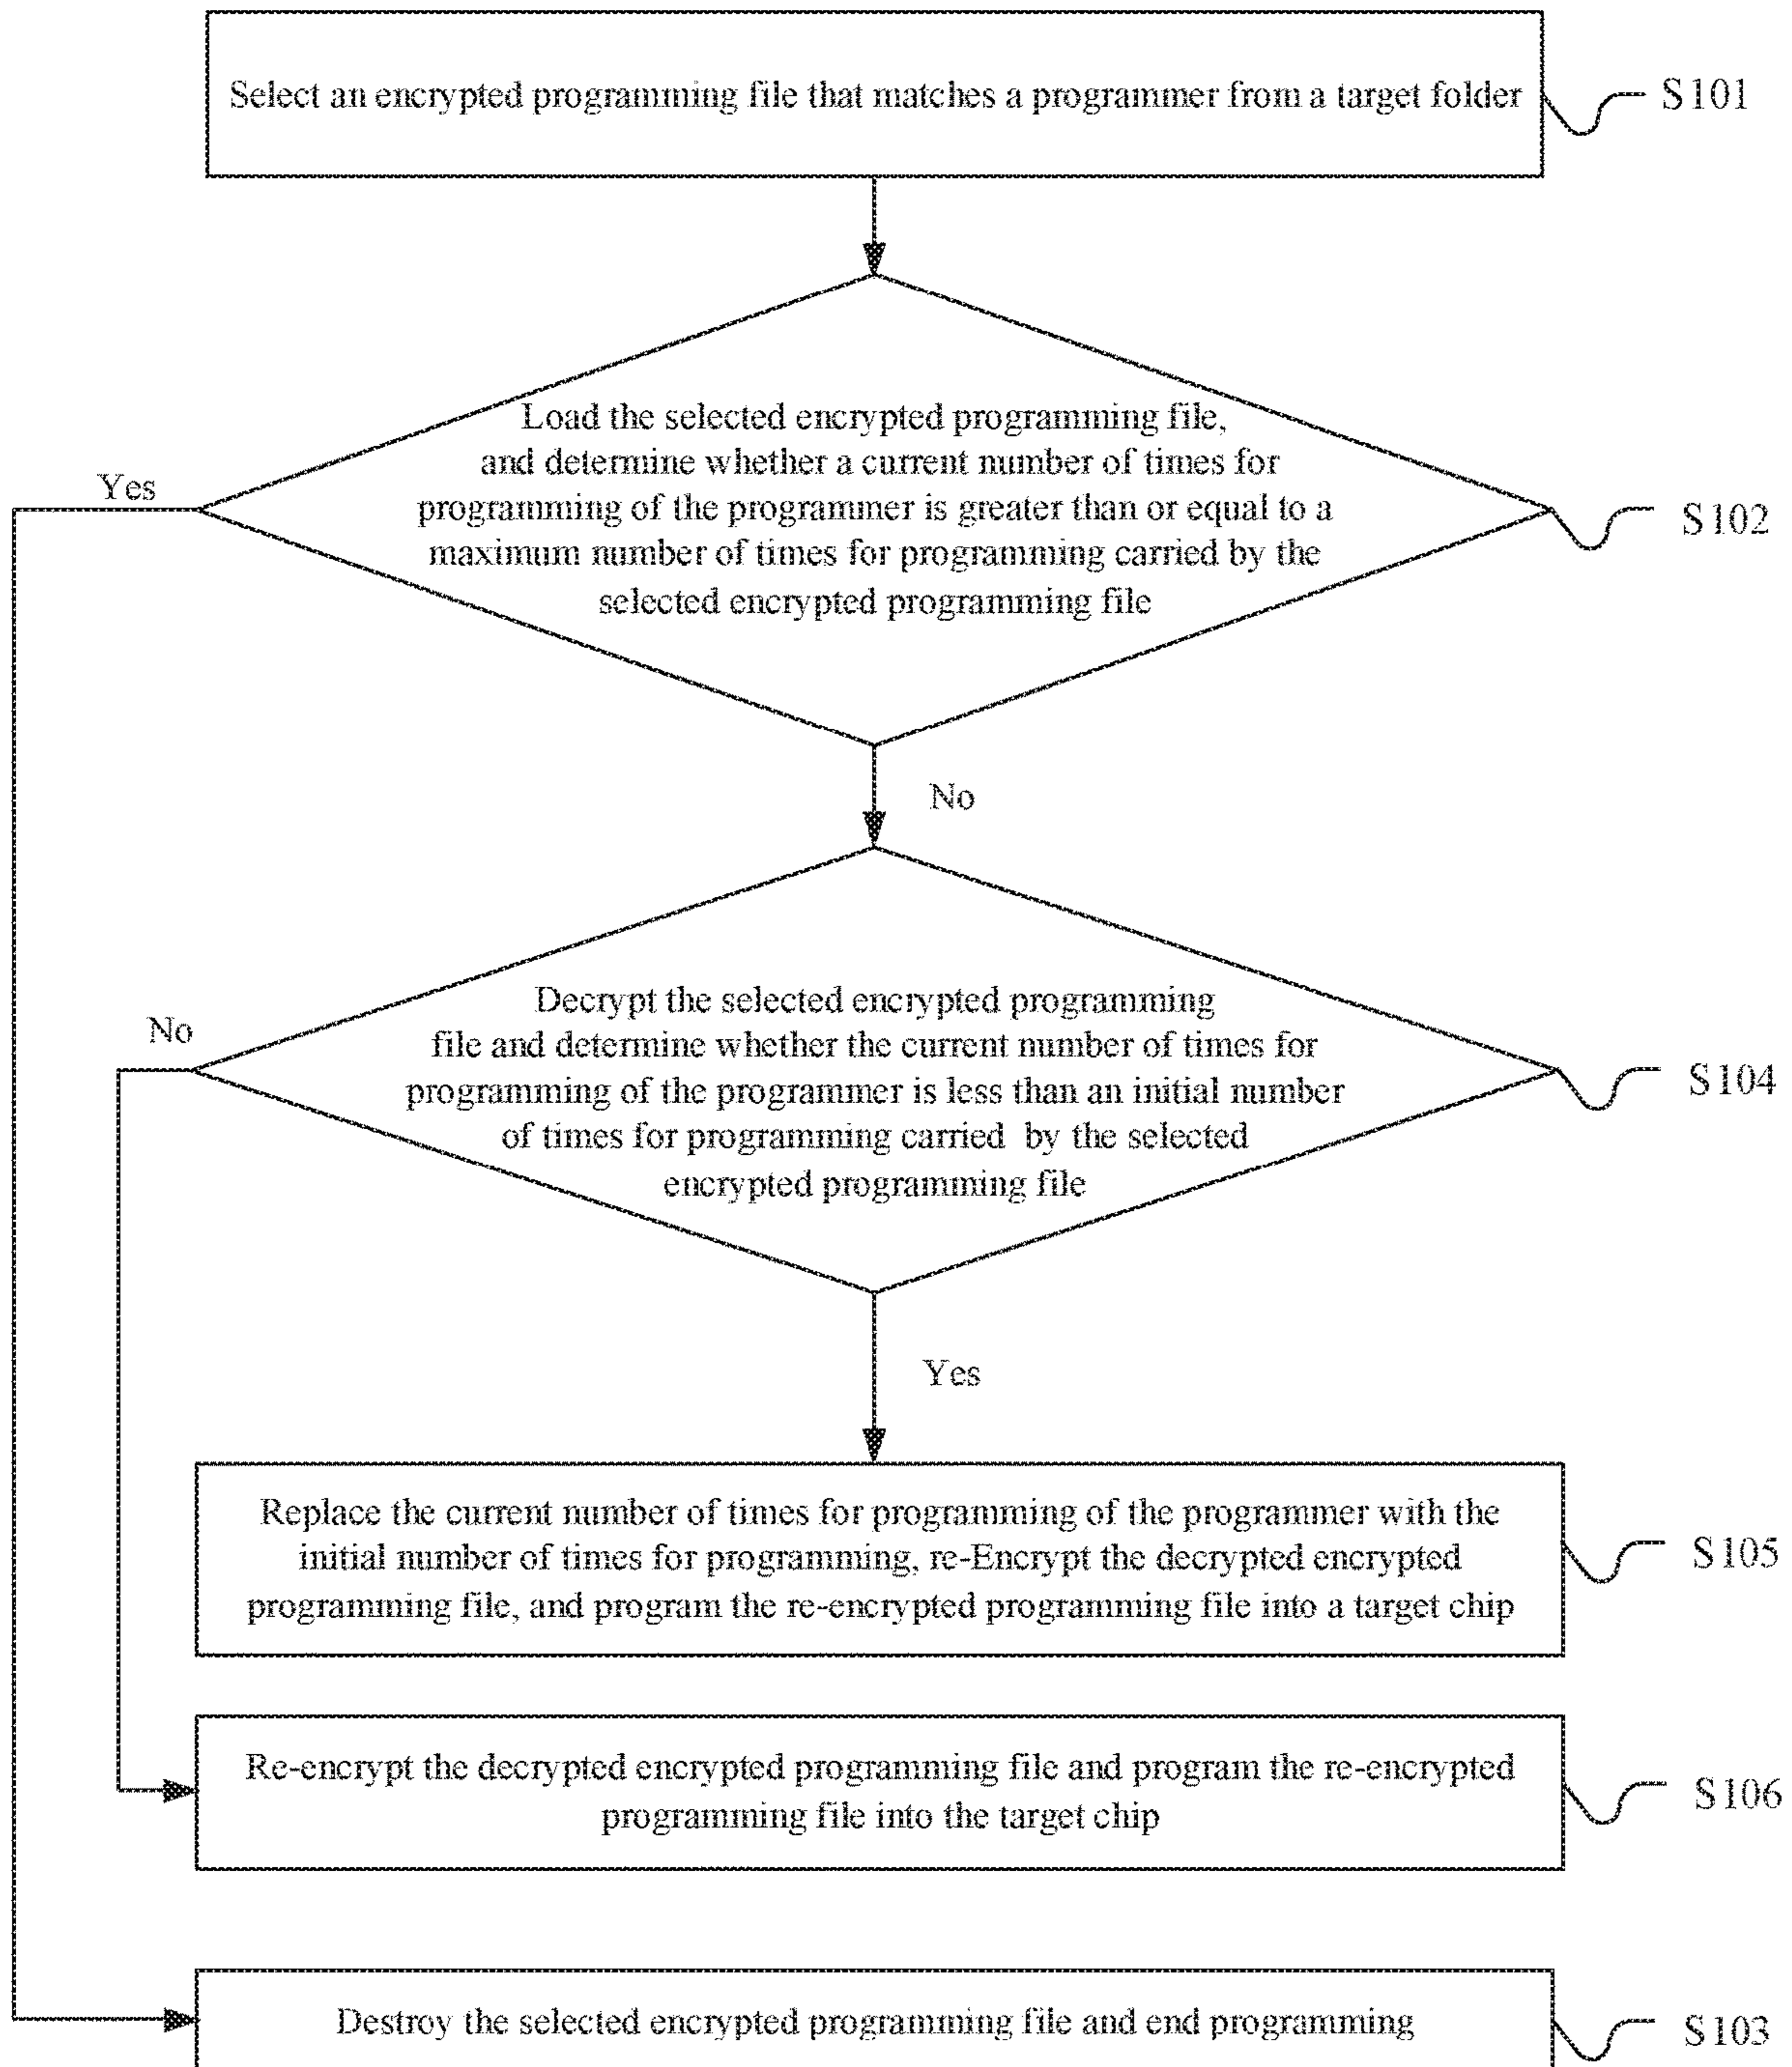 Select an encrypted programming file that matches a programmer from a target folder
S101
Load the selected encrypted programming file,
and determine whether a current number of times for
programming of the programmer is greater than or equal to a
maximum number of times for programming carried by the
selected encrypted programming file
Yes
S102
No
Decrypt the selected encrypted programming
file and determine whether the current number of times for
programming of the programmer is less than an initial number
of times for programming carried by the selected
encrypted programming file
No
S104
Yes
Replace the current number of times for programming of the programmer with the
initial number of times for programming, re-Encrypt the decrypted encrypted
programming file, and program the re-encrypted programming file into a target chip
S105
Re-encrypt the decrypted encrypted programming file and program the re-encrypted
programming file into the target chip
S106
Destroy the selected encrypted programming file and end programming
S103